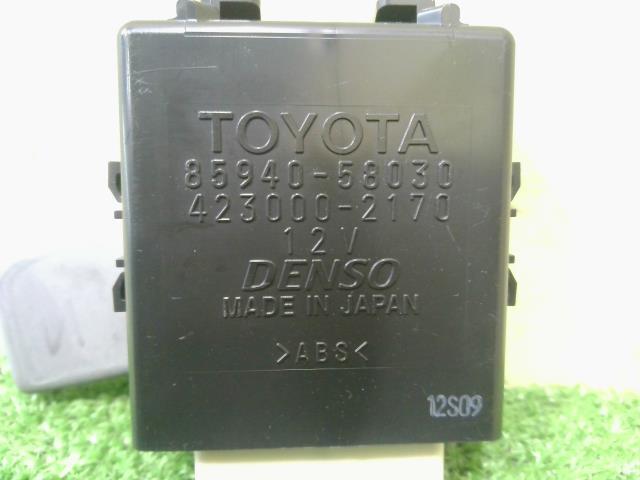 TOYOTA
85940-58030
423000-2170
12V
DENSO
MADE IN JAPAN
>ABS<
12S09